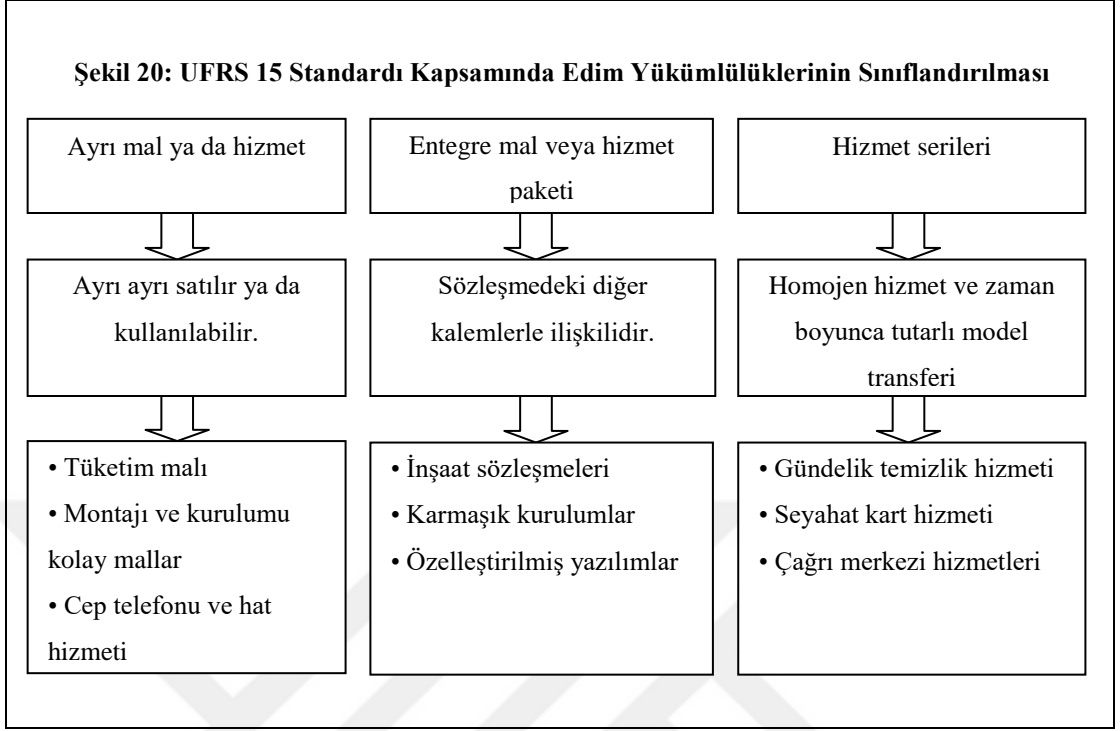 Şekil 20: UFRS 15 Standardı Kapsamında Edim Yükümlülüklerinin Sınıflandırılması
Ayrı mal ya da hizmet
Entegre mal veya hizmet
paketi
Hizmet serileri
Ayrı ayrı satılır ya da
kullanılabilir.
Sözleşmedeki diğer
kalemlerle ilişkilidir.
Homojen hizmet ve zaman
boyunca tutarlı model
transferi
• Tüketim malı
• Montajı ve kurulumu
kolay mallar
• Cep telefonu ve hat
hizmeti
• İnşaat sözleşmeleri
• Karmaşık kurulumlar
• Özelleştirilmiş yazılımlar
• Gündelik temizlik hizmeti
• Seyahat kart hizmeti
• Çağrı merkezi hizmetleri